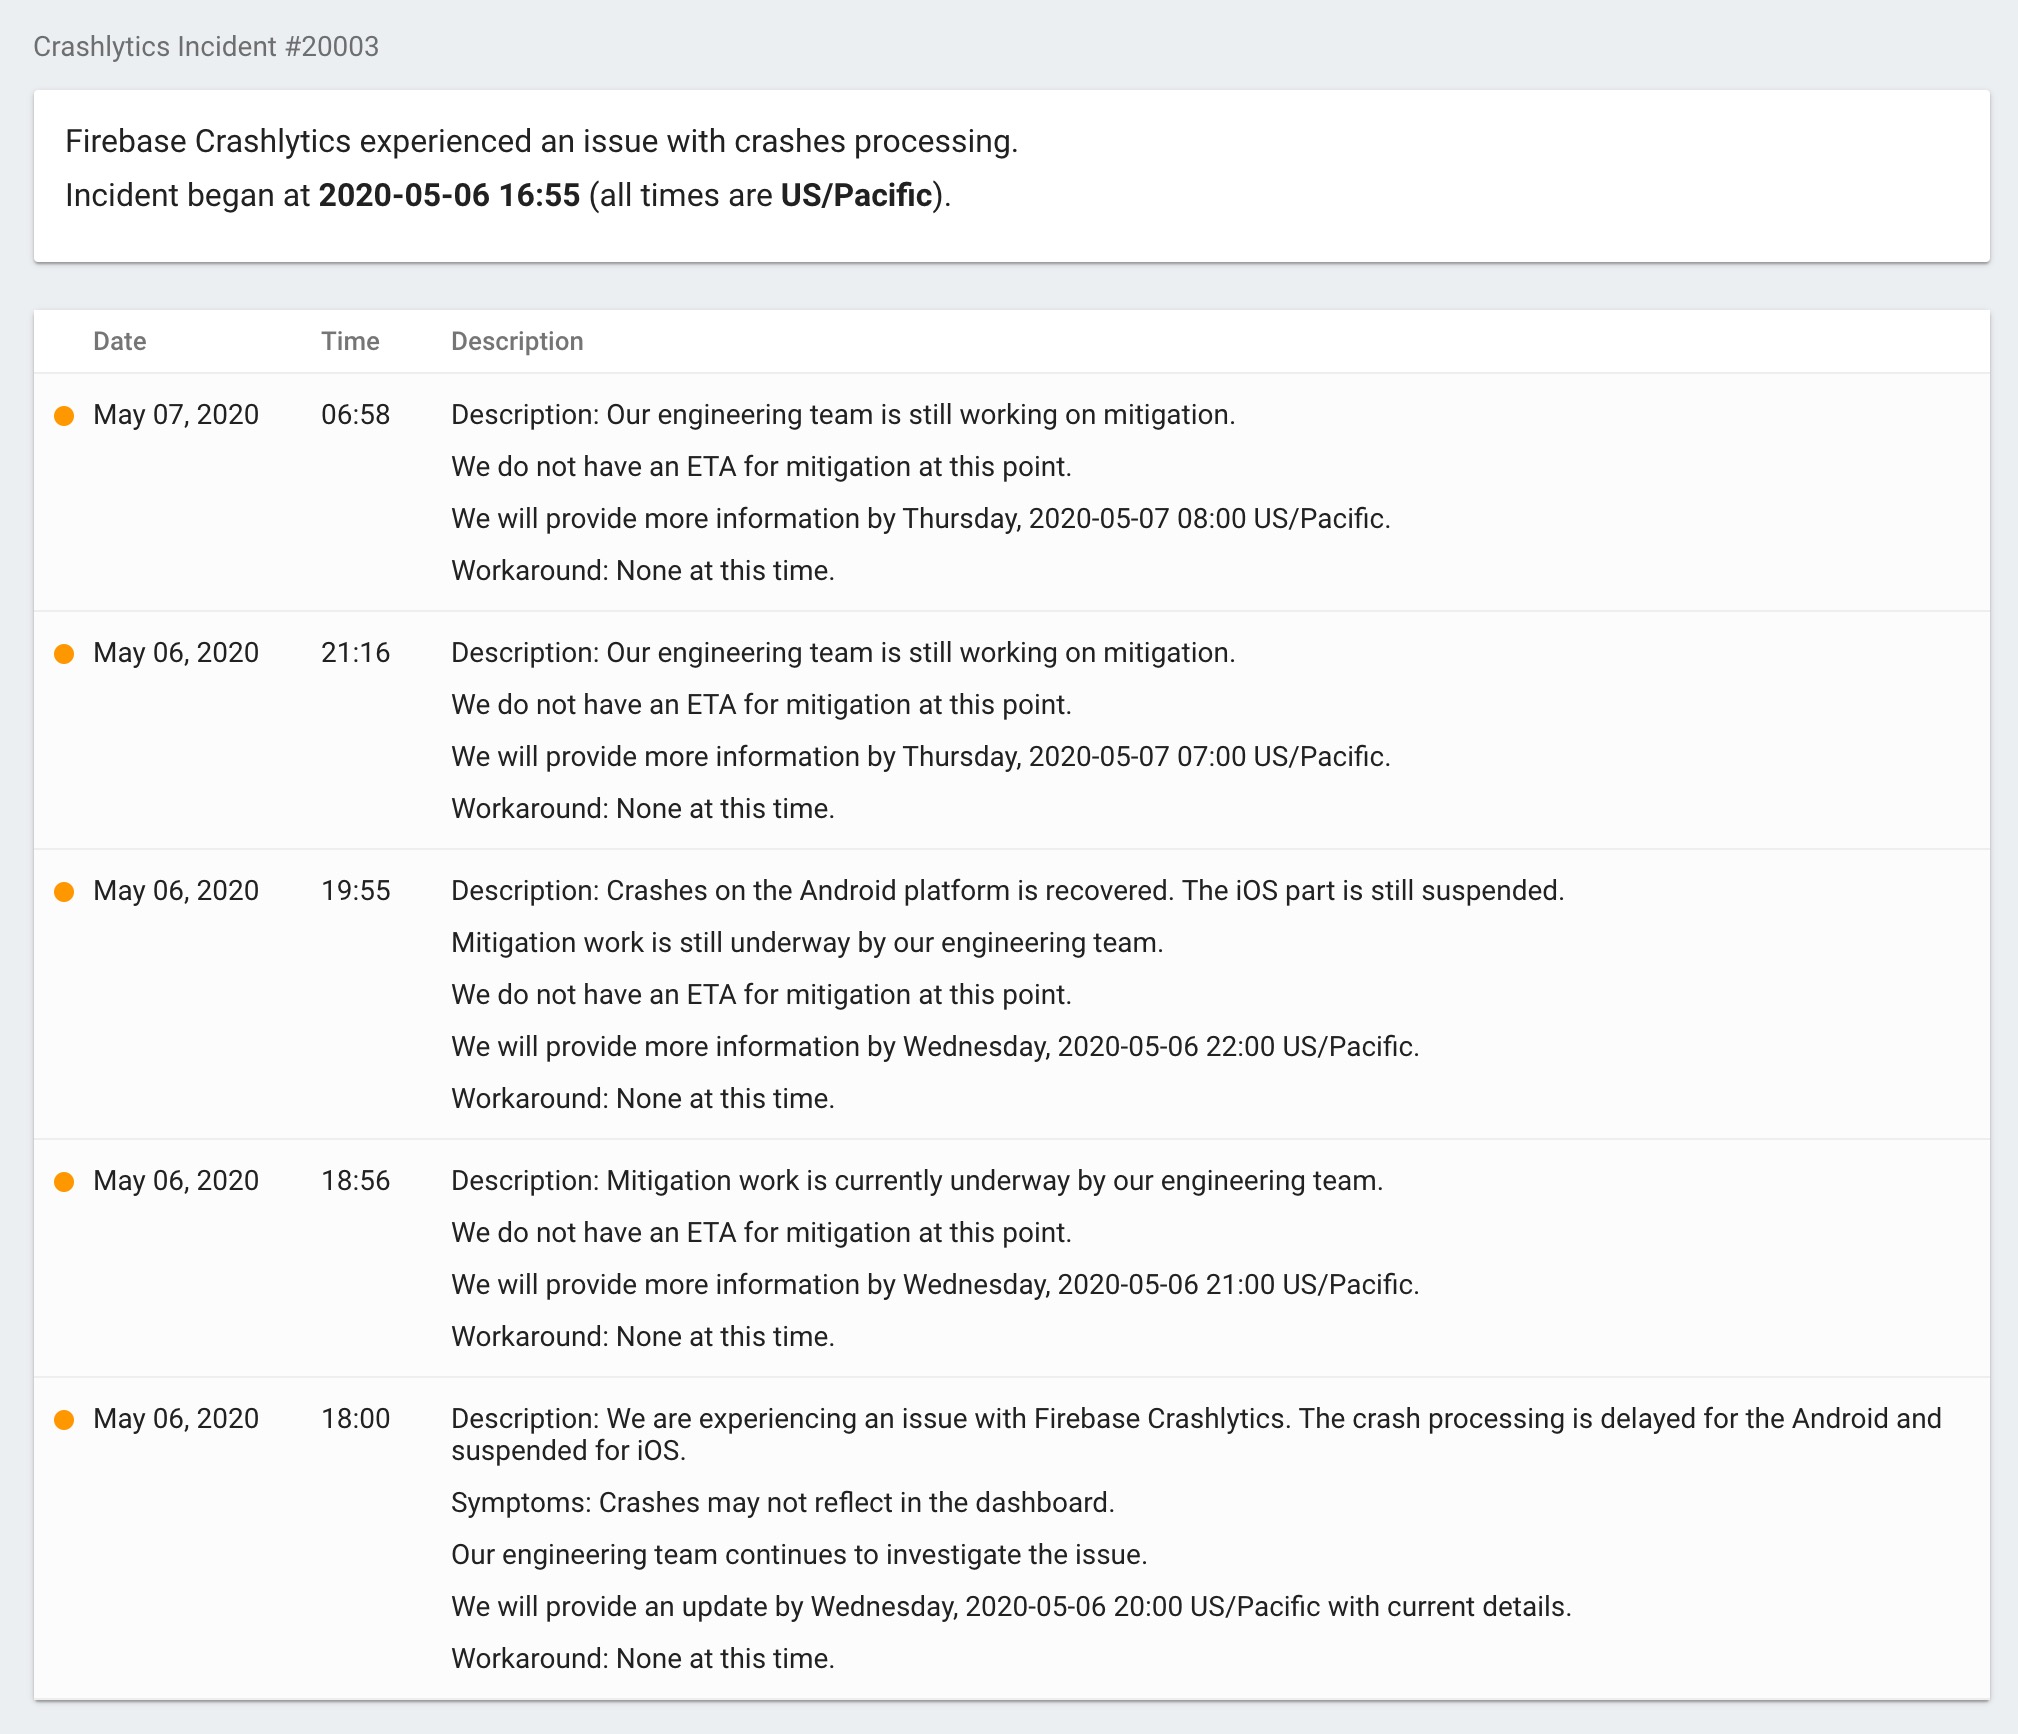 Crashlytics Incident #20003
Firebase Crashlytics experienced an issue with crashes processing.
Incident began at 2020-05-06 16:55 (all times are US/Pacific).
Date Time Description
May 07, 2020 06:58 Description: Our engineering team is still working on mitigation.
We do not have an ETA for mitigation at this point.
We will provide more information by Thursday, 2020-05-07 08:00 US/Pacific.
Workaround: None at this time.
May 06, 2020 21:16 Description: Our engineering team is still working on mitigation.
We do not have an ETA for mitigation at this point.
We will provide more information by Thursday, 2020-05-07 07:00 US/Pacific.
Workaround: None at this time.
May 06, 2020 19:55 Description: Crashes on the Android platform is recovered. The iOS part is still suspended.
Mitigation work is still underway by our engineering team.
We do not have an ETA for mitigation at this point.
We will provide more information by Wednesday, 2020-05-06 22:00 US/Pacific.
Workaround: None at this time.
May 06, 2020 18:56 Description: Mitigation work is currently underway by our engineering team.
We do not have an ETA for mitigation at this point.
We will provide more information by Wednesday, 2020-05-06 21:00 US/Pacific.
Workaround: None at this time.
May 06, 2020 18:00 Description: We are experiencing an issue with Firebase Crashlytics. The crash processing is delayed for the Android and
suspended for iOS.
Symptoms: Crashes may not reflect in the dashboard.
Our engineering team continues to investigate the issue.
We will provide an update by Wednesday, 2020-05-06 20:00 US/Pacific with current details.
Workaround: None at this time.